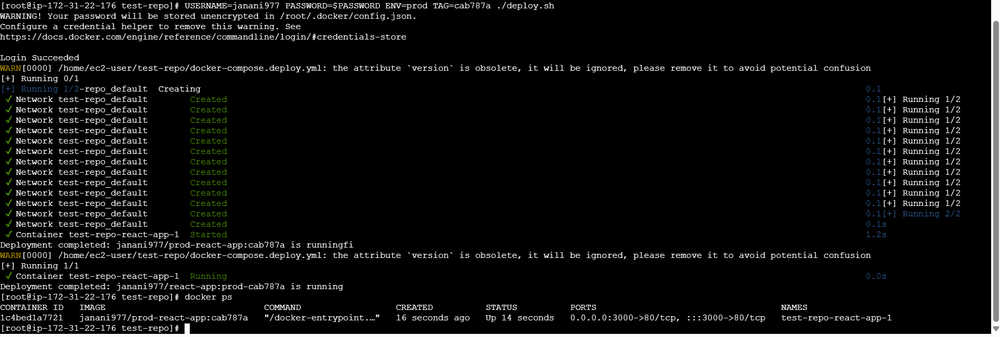 [root@ip-172-31-22-176 test-repo]# USERNAME=janani977 PASSWORD=$PASSWORD ENV=prod TAG=cab787a ./deploy.sh
WARNING! Your password will be stored unencrypted in /root/.docker/config.json.
Configure a credential helper to remove this warning. See
https://docs.docker.com/engine/reference/commandline/login/#credentials-store
Login Succeeded
WARN[0000] /home/ec2-user/test-repo/docker-compose.deploy.yml: the attribute `version` is obsolete, it will be ignored, please remove it to avoid potential confusion
[+] Running 0/1
[+] Running 1/2-repo_default  Creating 0.1
✓ Network test-repo_default Created 0.1[+] Running 1/2
✓ Network test-repo_default Created 0.1[+] Running 1/2
✓ Network test-repo_default Created 0.1[+] Running 1/2
✓ Network test-repo_default Created 0.1[+] Running 1/2
✓ Network test-repo_default Created 0.1[+] Running 1/2
✓ Network test-repo_default Created 0.1[+] Running 1/2
✓ Network test-repo_default Created 0.1[+] Running 1/2
✓ Network test-repo_default Created 0.1[+] Running 1/2
✓ Network test-repo_default Created 0.1[+] Running 1/2
✓ Network test-repo_default Created 0.1[+] Running 1/2
✓ Network test-repo_default Created 0.1[+] Running 1/2
✓ Network test-repo_default Created 0.1[+] Running 2/2
✓ Network test-repo_default Created 0.1s
✓ Container test-repo-react-app-1 Started 1.2s
Deployment completed: janani977/prod-react-app:cab787a is runningfi
WARN[0000] /home/ec2-user/test-repo/docker-compose.deploy.yml: the attribute `version` is obsolete, it will be ignored, please remove it to avoid potential confusion
[+] Running 1/1
✓ Container test-repo-react-app-1 Running 0.0s
Deployment completed: janani977/react-app:prod-cab787a is running
[root@ip-172-31-22-176 test-repo]# docker ps
CONTAINER ID   IMAGE   COMMAND   CREATED   STATUS   PORTS   NAMES
1c4bed1a7721   janani977/prod-react-app:cab787a   "/docker-entrypoint.…"   16 seconds ago   Up 14 seconds   0.0.0.0:3000->80/tcp, :::3000->80/tcp   test-repo-react-app-1
[root@ip-172-31-22-176 test-repo]#